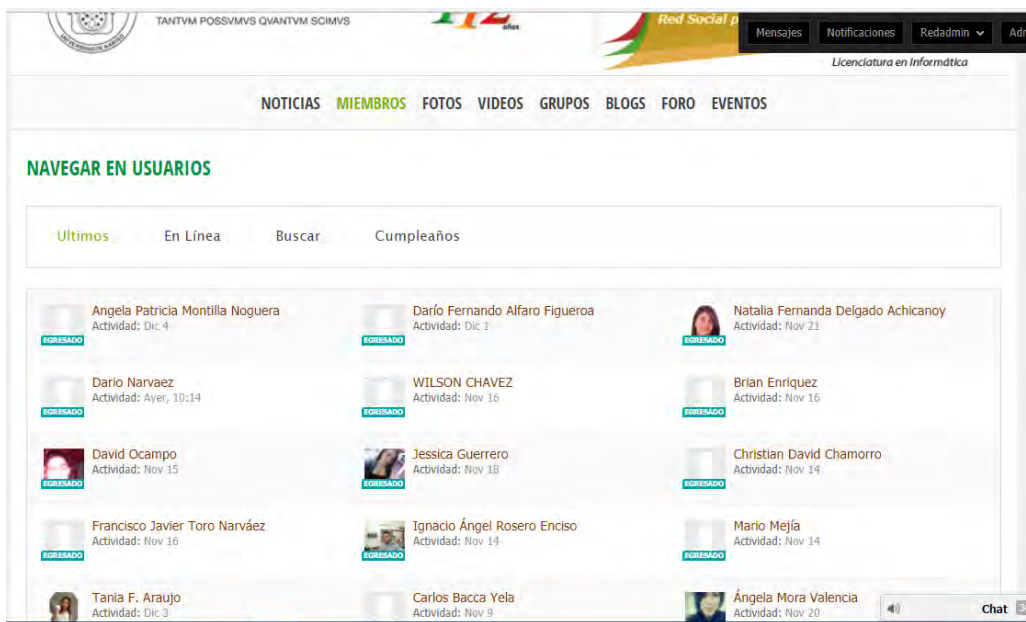 TANTVM POSSVMVS QVANTVM SCIMVS
112 años
Red Social p
Mensajes Notificaciones Redadmin Adm
Licenciatura en Informática
NOTICIAS MIEMBROS FOTOS VIDEOS GRUPOS BLOGS FORO EVENTOS
NAVEGAR EN USUARIOS
Ultimos En Línea Buscar Cumpleaños
Angela Patricia Montilla Noguera
Actividad: Dic 4
EGRESADO
Darío Fernando Alfaro Figueroa
Actividad: Dic 1
EGRESADO
Natalia Fernanda Delgado Achicanoy
Actividad: Nov 21
EGRESADO
Dario Narvaez
Actividad: Ayer, 10:14
EGRESADO
WILSON CHAVEZ
Actividad: Nov 16
EGRESADO
Brian Enriquez
Actividad: Nov 16
EGRESADO
David Ocampo
Actividad: Nov 15
EGRESADO
Jessica Guerrero
Actividad: Nov 18
EGRESADO
Christian David Chamorro
Actividad: Nov 14
EGRESADO
Francisco Javier Toro Narváez
Actividad: Nov 16
EGRESADO
Ignacio Ángel Rosero Enciso
Actividad: Nov 14
EGRESADO
Mario Mejía
Actividad: Nov 14
EGRESADO
Tania F. Araujo
Actividad: Dic 3
Carlos Bacca Yela
Actividad: Nov 9
Ángela Mora Valencia
Actividad: Nov 20
Chat